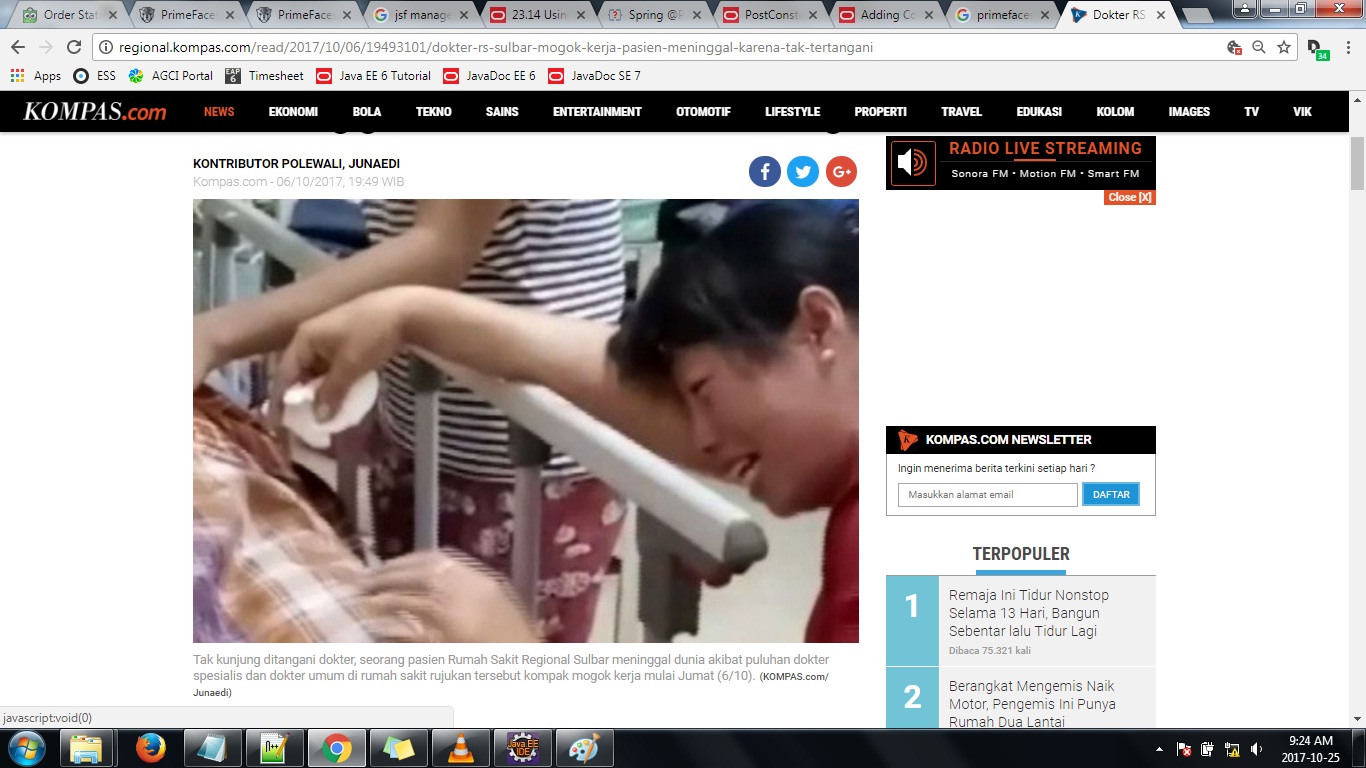 Order Stat
PrimeFace
PrimeFace
jsf manage
23.14 Usin
Spring @P
PostConst
Adding Co
primeface
Dokter RS
regional.kompas.com/read/2017/10/06/19493101/dokter-rs-sulbar-mogok-kerja-pasien-meninggal-karena-tak-tertangani
34
Apps
ESS
AGCI Portal
EAP 6
Timesheet
Java EE 6 Tutorial
JavaDoc EE 6
JavaDoc SE 7
KOMPAS.com
NEWS
EKONOMI
BOLA
TEKNO
SAINS
ENTERTAINMENT
OTOMOTIF
LIFESTYLE
PROPERTI
TRAVEL
EDUKASI
KOLOM
IMAGES
TV
VIK
KONTRIBUTOR POLEWALI, JUNAEDI
Kompas.com - 06/10/2017, 19:49 WIB
f
G+
Tak kunjung ditangani dokter, seorang pasien Rumah Sakit Regional Sulbar meninggal dunia akibat puluhan dokter
spesialis dan dokter umum di rumah sakit rujukan tersebut kompak mogok kerja mulai Jumat (6/10). (KOMPAS.com/
Junaedi)
RADIO LIVE STREAMING
Sonora FM • Motion FM • Smart FM
Close [X]
KOMPAS.COM NEWSLETTER
Ingin menerima berita terkini setiap hari ?
Masukkan alamat email
DAFTAR
TERPOPULER
1
Remaja Ini Tidur Nonstop
Selama 13 Hari, Bangun
Sebentar lalu Tidur Lagi
Dibaca 75.321 kali
2
Berangkat Mengemis Naik
Motor, Pengemis Ini Punya
Rumah Dua Lantai
javascript:void(0)
Java EE
IDE
9:24 AM
2017-10-25